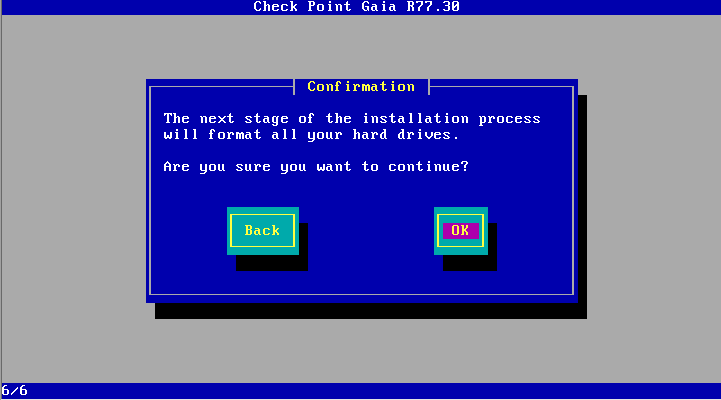 Check Point Gaia R77.30
Confirmation
The next stage of the installation process
will format all your hard drives.
Are you sure you want to continue?
Back
OK
6/6